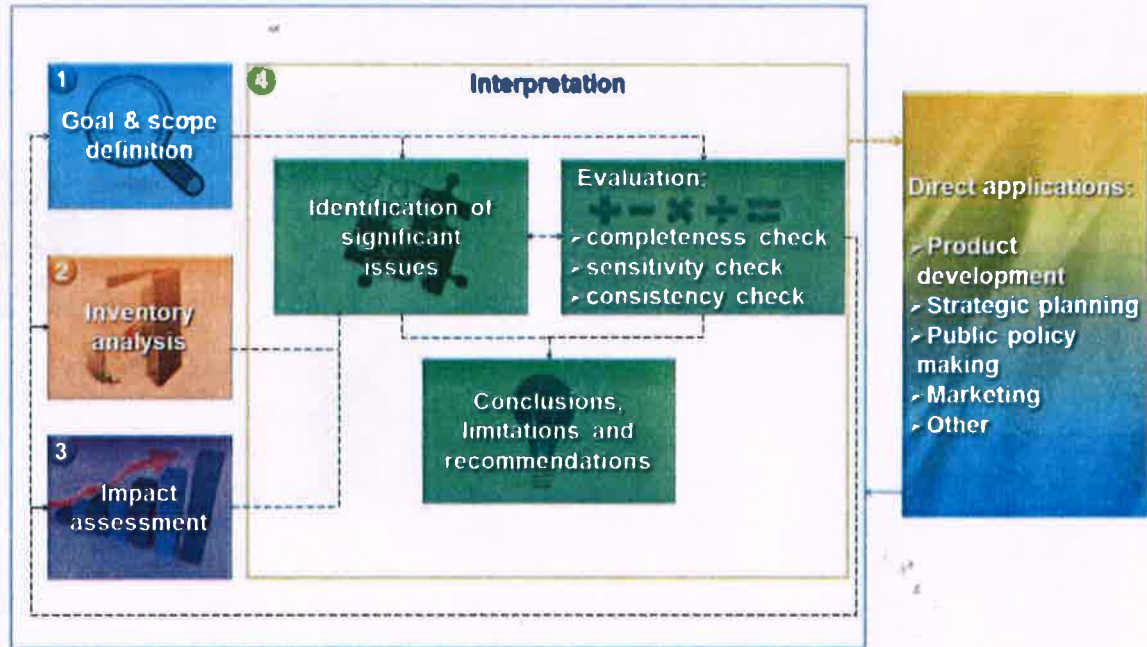 1
Goal & scope
definition
2
Inventory
analysis
3
Impact
assessment
4
Interpretation
Identification of
significant
issues
Evaluation:
➢completeness check
➢sensitivity check
➢consistency check
Conclusions,
limitations and
recommendations
Direct applications:
➢Product
development
➢Strategic planning
➢Public policy
making
➢Marketing
➢Other